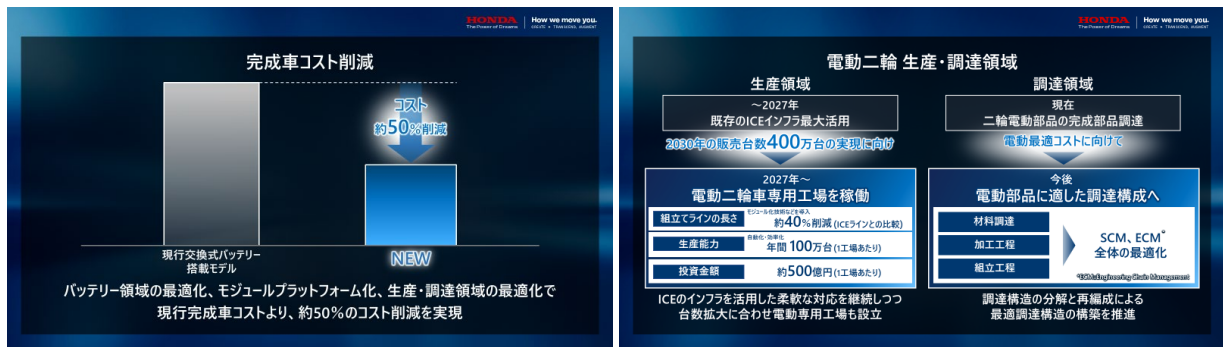 HONDA
The Power of Dreams
How we move you.
CREATE ▸ TRANSCEND, AUGMENT
完成車コスト削減
コスト
約50%削減
現行交換式バッテリー
搭載モデル
NEW
バッテリー領域の最適化、モジュールプラットフォーム化、生産・調達領域の最適化で
現行完成車コストより、約50%のコスト削減を実現
HONDA
The Power of Dreams
How we move you.
CREATE ▸ TRANSCEND, AUGMENT
電動二輪 生産・調達領域
生産領域
～2027年
既存のICEインフラ最大活用
2030年の販売台数400万台の実現に向け
2027年～
電動二輪車専用工場を稼働
組立てラインの長さ
モジュール化技術などを導入
約40%削減 (ICEラインとの比較)
生産能力
自動化・効率化
年間 100万台 (1工場あたり)
投資金額
約500億円 (1工場あたり)
ICEのインフラを活用した柔軟な対応を継続しつつ
台数拡大に合わせ電動専用工場も設立
調達領域
現在
二輪電動部品の完成部品調達
電動最適コストに向けて
今後
電動部品に適した調達構成へ
材料調達
加工工程
組立工程
SCM、ECM*
全体の最適化
*ECM:Engineering Chain Management
調達構造の分解と再編成による
最適調達構造の構築を推進